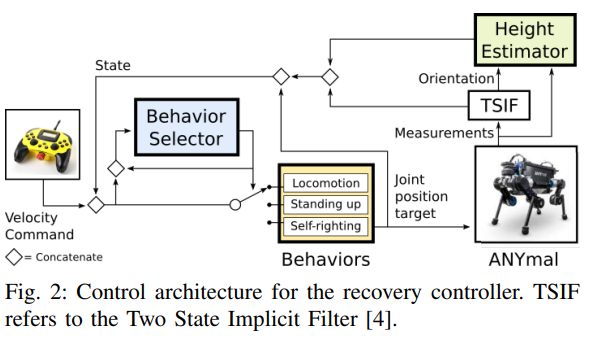 Height
Estimator
State
Orientation
TSIF
Behavior
Selector
Measurements
Locomotion
Standing up
Self-righting
Joint
position
target
Velocity
Command
= Concatenate
Behaviors
ANYmal
Fig. 2: Control architecture for the recovery controller. TSIF
refers to the Two State Implicit Filter [4].